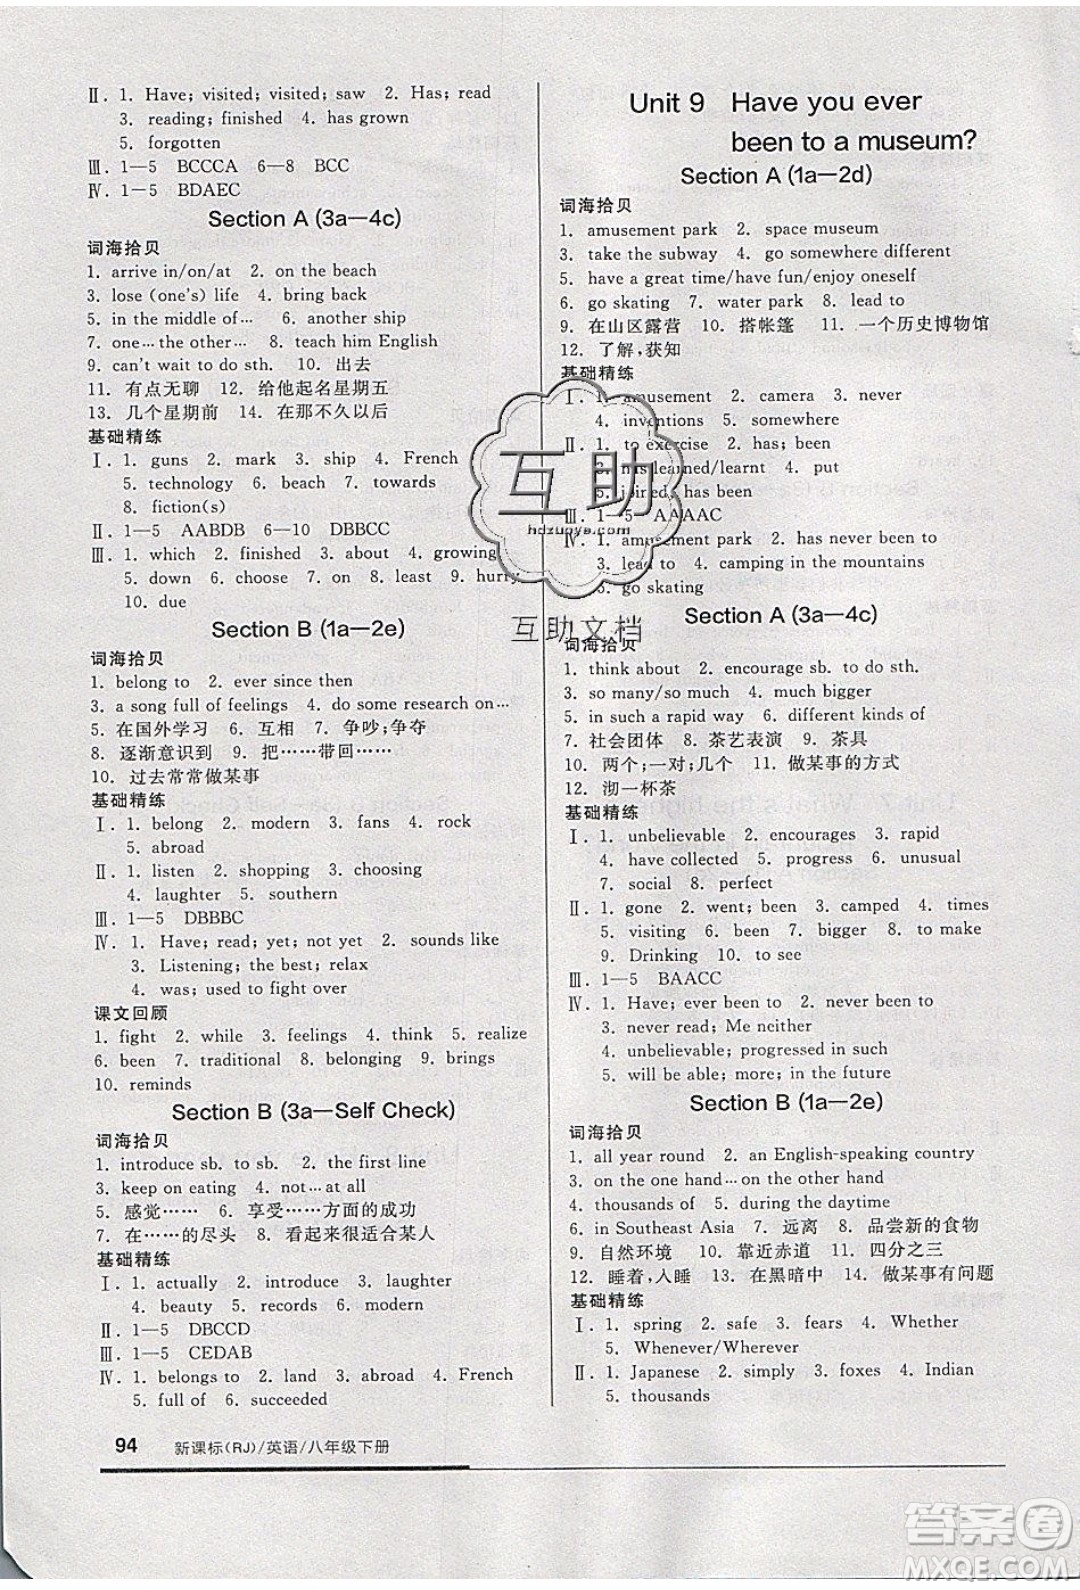 Ⅱ. 1. Have; visited; visited; saw 2. Has; read
3. reading; finished 4. has grown
5. forgotten
Ⅲ. 1—5 BCCCA 6—8 BCC
Ⅳ. 1—5 BDAEC
Section A (3a—4c)
词海拾贝
1. arrive in/on/at 2. on the beach
3. lose (one's) life 4. bring back
5. in the middle of… 6. another ship
7. one…the other… 8. teach him English
9. can't wait to do sth. 10. 出去
11. 有点无聊 12. 给他起名星期五
13. 几个星期前 14. 在那不久以后
基础精练
Ⅰ. 1. guns 2. mark 3. ship 4. French
5. technology 6. beach 7. towards
8. fiction(s)
Ⅱ. 1—5 AABDB 6—10 DBBCC
Ⅲ. 1. which 2. finished 3. about 4. growing
5. down 6. choose 7. to 8. least 9. hurry
10. due
Section B (1a—2e)
词海拾贝
1. belong to 2. ever since then
3. a song full of feelings 4. do some research on…
5. 在国外学习 6. 互相 7. 争吵;争夺
8. 逐渐意识到 9. 把……带回……
10. 过去常常做某事
基础精练
Ⅰ. 1. belong 2. modern 3. fans 4. rock
5. abroad
Ⅱ. 1. listen 2. shopping 3. choosing
4. laughter 5. southern
Ⅲ. 1—5 DBBBC
Ⅳ. 1. Have; read; yet; not yet 2. sounds like
3. Listening; the best; relax
4. was; used to fight over
课文回顾
1. fight 2. while 3. feelings 4. think 5. realize
6. been 7. traditional 8. belonging 9. brings
10. reminds
Section B (3a—Self Check)
词海拾贝
1. introduce sb. to sb. 2. the first line
3. keep on eating 4. not…at all
5. 感觉…… 6. 享受……方面的成功
7. 在……的尽头 8. 看起来很适合某人
基础精练
Ⅰ. 1. actually 2. introduce 3. laughter
4. beauty 5. records 6. modern
Ⅱ. 1—5 DBCCD
Ⅲ. 1—5 CEDAB
Ⅳ. 1. belongs to 2. land 3. abroad 4. French
5. full of 6. succeeded
94 新课标(RJ)/英语/八年级下册
Unit 9 Have you ever
been to a museum?
Section A (1a—2d)
词海拾贝
1. amusement park 2. space museum
3. take the subway 4. go somewhere different
5. have a great time/have fun/enjoy oneself
6. go skating 7. water park 8. lead to
9. 在山区露营 10. 搭帐篷 11. 一个历史博物馆
12. 了解,获知
基础精练
Ⅰ. 1. amusement 2. camera 3. never
4. inventions 5. somewhere
Ⅱ. 1. to exercise 2. has; been
3. has learned/learnt 4. put
5. joined; has been
Ⅲ. 1—5 AAAAC
Ⅳ. 1. amusement park 2. has never been to
3. lead to 4. camping in the mountains
5. go skating
Section A (3a—4c)
词海拾贝
1. think about 2. encourage sb. to do sth.
3. so many/so much 4. much bigger
5. in such a rapid way 6. different kinds of
7. 社会团体 8. 茶艺表演 9. 茶具
10. 两个;一对;几个 11. 做某事的方式
12. 沏一杯茶
基础精练
Ⅰ. 1. unbelievable 2. encourages 3. rapid
4. have collected 5. progress 6. unusual
7. social 8. perfect
Ⅱ. 1. gone 2. went; been 3. camped 4. times
5. visiting 6. been 7. bigger 8. to make
9. Drinking 10. to see
Ⅲ. 1—5 BAACC
Ⅳ. 1. Have; ever been to 2. never been to
3. never read; Me neither
4. unbelievable; progressed in such
5. will be able; more; in the future
Section B (1a—2e)
词海拾贝
1. all year round 2. an English-speaking country
3. on the one hand…on the other hand
4. thousands of 5. during the daytime
6. in Southeast Asia 7. 远离 8. 品尝新的食物
9. 自然环境 10. 靠近赤道 11. 四分之三
12. 睡着,入睡 13. 在黑暗中 14. 做某事有问题
基础精练
Ⅰ. 1. spring 2. safe 3. fears 4. Whether
5. Whenever/Wherever
Ⅱ. 1. Japanese 2. simply 3. foxes 4. Indian
5. thousands
互助
hdzuoye.com
互助文档
答案圈
MXQE.COM